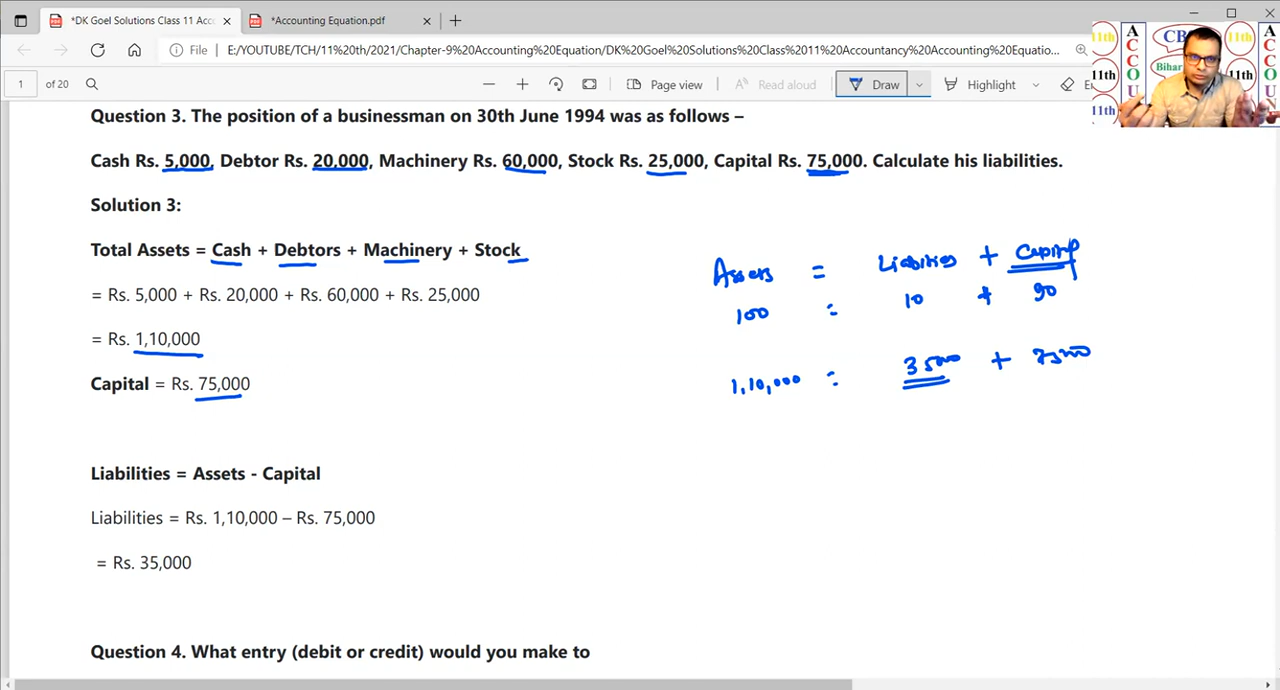 *DK Goel Solutions Class 11 Acc
*Accounting Equation.pdf
File
E:/YOUTUBE/TCH/11%20th/2021/Chapter-9%20Accounting%20Equation/DK%20Goel%20Solutions%20Class%2011%20Accountancy%20Accounting%20Equatio...
1 of 20
Page view
Read aloud
Draw
Highlight
11th
A C C O U
CB
Bihar
11th
11th
11th
11th
A C C O U N
Question 3. The position of a businessman on 30th June 1994 was as follows –
Cash Rs. 5,000, Debtor Rs. 20,000, Machinery Rs. 60,000, Stock Rs. 25,000, Capital Rs. 75,000. Calculate his liabilities.
Solution 3:
Total Assets = Cash + Debtors + Machinery + Stock
= Rs. 5,000 + Rs. 20,000 + Rs. 60,000 + Rs. 25,000
= Rs. 1,10,000
Capital = Rs. 75,000
Assets = Liabilities + Capital
100 = 10 + 90
1,10,000 = 35000 + 75000
Liabilities = Assets - Capital
Liabilities = Rs. 1,10,000 – Rs. 75,000
= Rs. 35,000
Question 4. What entry (debit or credit) would you make to